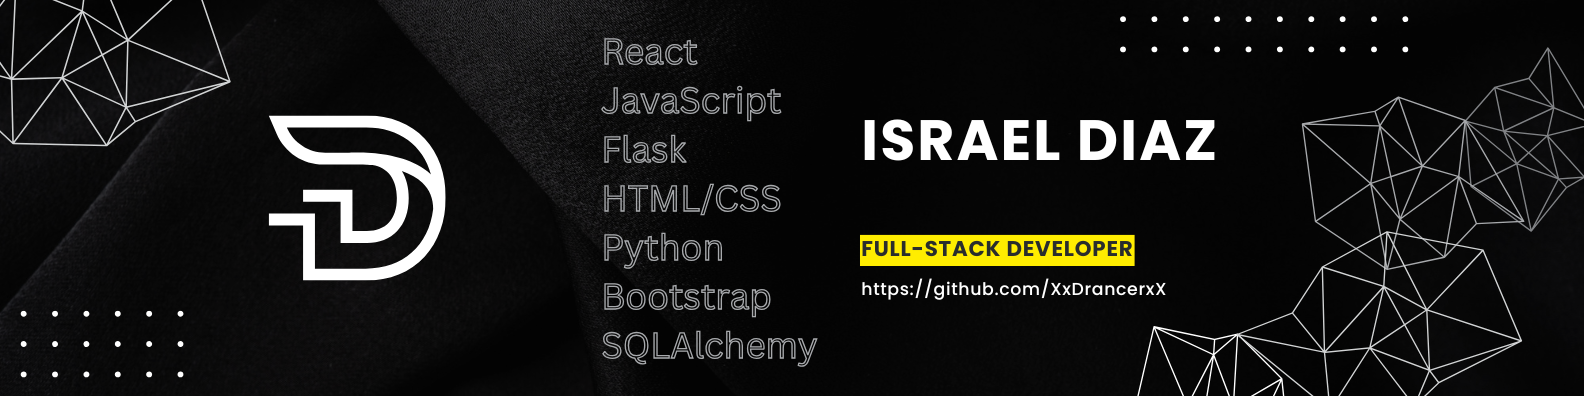 React
JavaScript
Flask
HTML/CSS
Python
Bootstrap
SQLAlchemy
ISRAEL DIAZ
FULL-STACK DEVELOPER
https://github.com/XxDrancerxX